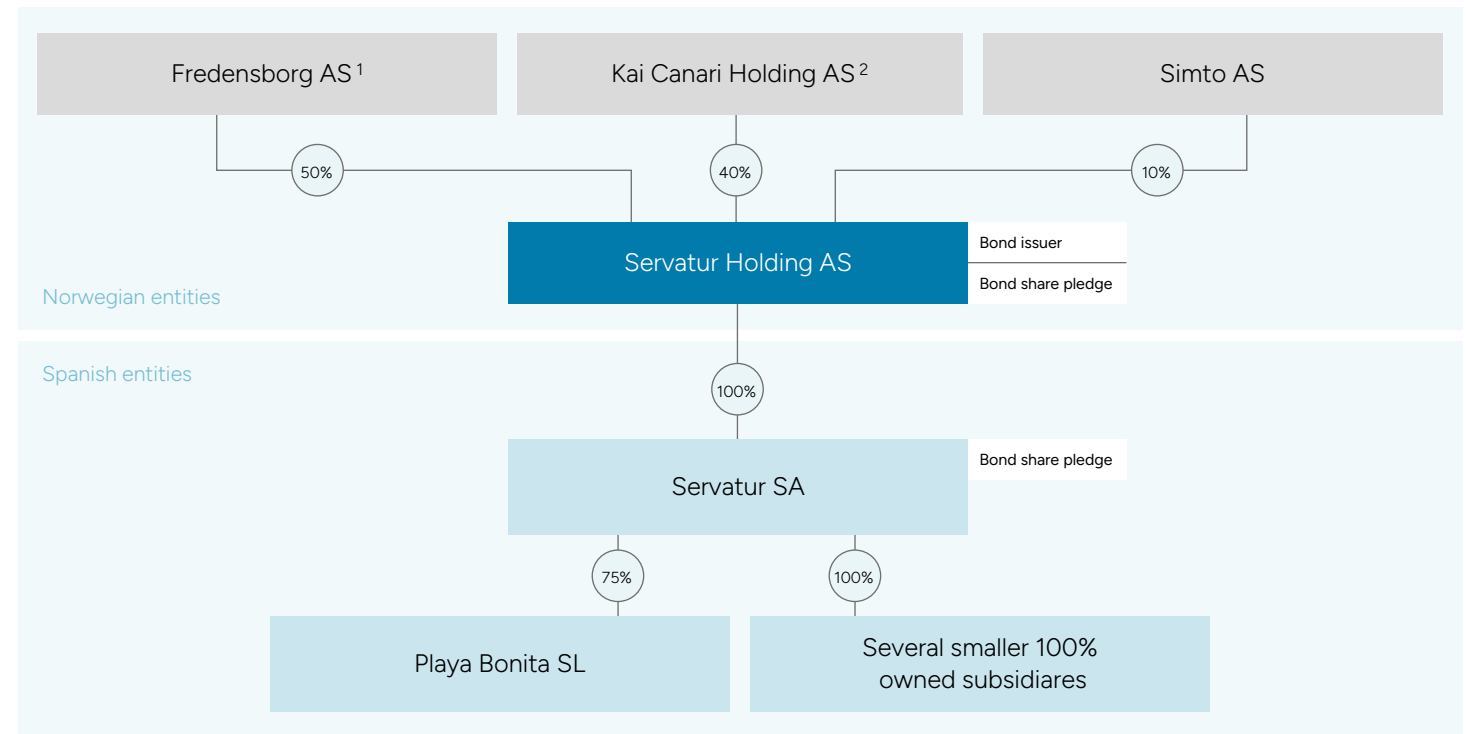 Fredensborg AS 1
Kai Canari Holding AS 2
Simto AS
50%
40%
10%
Servatur Holding AS
Bond issuer
Bond share pledge
Norwegian entities
Spanish entities
100%
Servatur SA
Bond share pledge
75%
100%
Playa Bonita SL
Several smaller 100%
owned subsidiares